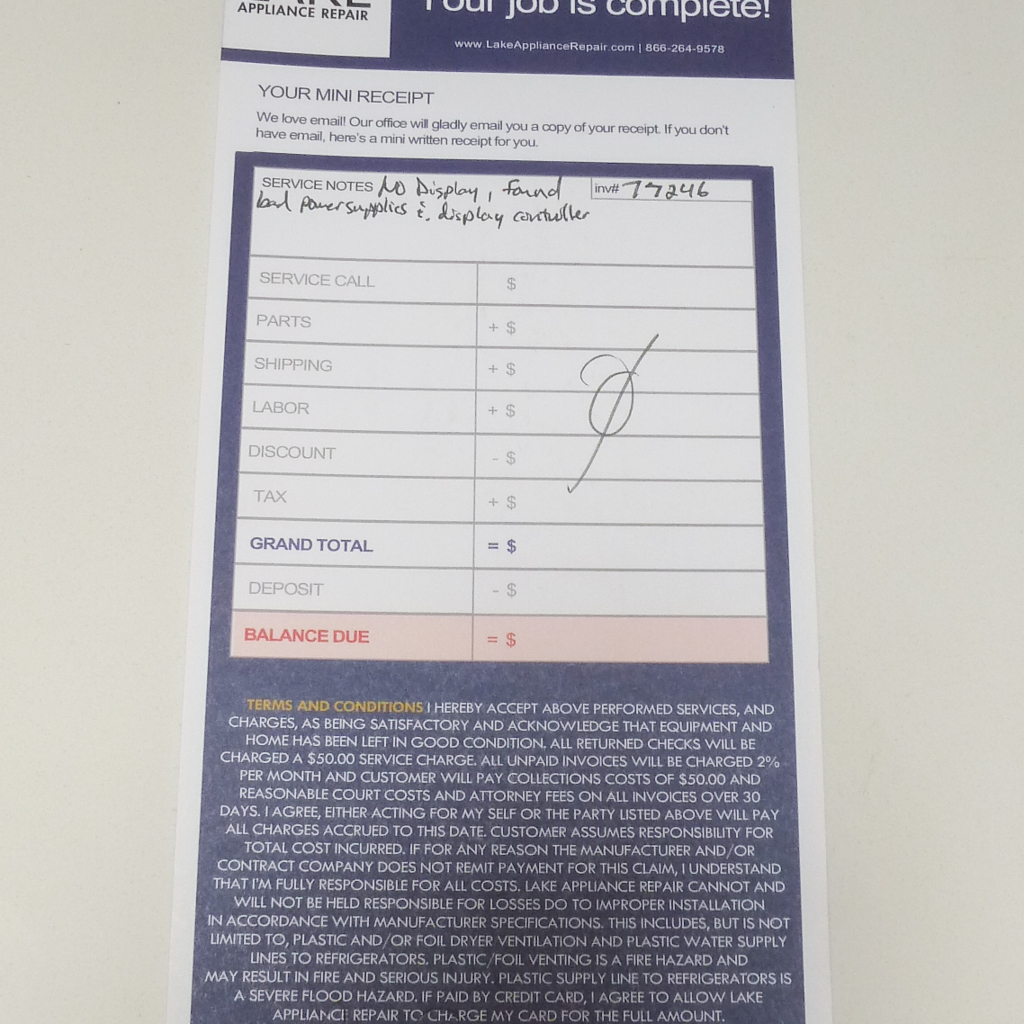 APPLIANCE REPAIR
Your job is complete!
www.LakeApplianceRepair.com | 866-264-9578
YOUR MINI RECEIPT
We love email! Our office will gladly email you a copy of your receipt. If you don't
have email, here's a mini written receipt for you.
SERVICE NOTES No Display, found
inv# 77246
bad power supplies & display controller
SERVICE CALL $
PARTS + $
SHIPPING + $
LABOR + $
DISCOUNT - $
TAX + $
GRAND TOTAL = $
DEPOSIT - $
BALANCE DUE = $
TERMS AND CONDITIONS I HEREBY ACCEPT ABOVE PERFORMED SERVICES, AND
CHARGES, AS BEING SATISFACTORY AND ACKNOWLEDGE THAT EQUIPMENT AND
HOME HAS BEEN LEFT IN GOOD CONDITION. ALL RETURNED CHECKS WILL BE
CHARGED A $50.00 SERVICE CHARGE. ALL UNPAID INVOICES WILL BE CHARGED 2%
PER MONTH AND CUSTOMER WILL PAY COLLECTIONS COSTS OF $50.00 AND
REASONABLE COURT COSTS AND ATTORNEY FEES ON ALL INVOICES OVER 30
DAYS. I AGREE, EITHER ACTING FOR MY SELF OR THE PARTY LISTED ABOVE WILL PAY
ALL CHARGES ACCRUED TO THIS DATE. CUSTOMER ASSUMES RESPONSIBILITY FOR
TOTAL COST INCURRED. IF FOR ANY REASON THE MANUFACTURER AND/OR
CONTRACT COMPANY DOES NOT REMIT PAYMENT FOR THIS CLAIM, I UNDERSTAND
THAT I'M FULLY RESPONSIBLE FOR ALL COSTS. LAKE APPLIANCE REPAIR CANNOT AND
WILL NOT BE HELD RESPONSIBLE FOR LOSSES DO TO IMPROPER INSTALLATION
IN ACCORDANCE WITH MANUFACTURER SPECIFICATIONS. THIS INCLUDES, BUT IS NOT
LIMITED TO, PLASTIC AND/OR FOIL DRYER VENTILATION AND PLASTIC WATER SUPPLY
LINES TO REFRIGERATORS. PLASTIC/FOIL VENTING IS A FIRE HAZARD AND
MAY RESULT IN FIRE AND SERIOUS INJURY. PLASTIC SUPPLY LINE TO REFRIGERATORS IS
A SEVERE FLOOD HAZARD. IF PAID BY CREDIT CARD, I AGREE TO ALLOW LAKE
APPLIANCE REPAIR TO CHARGE MY CARD FOR THE FULL AMOUNT.